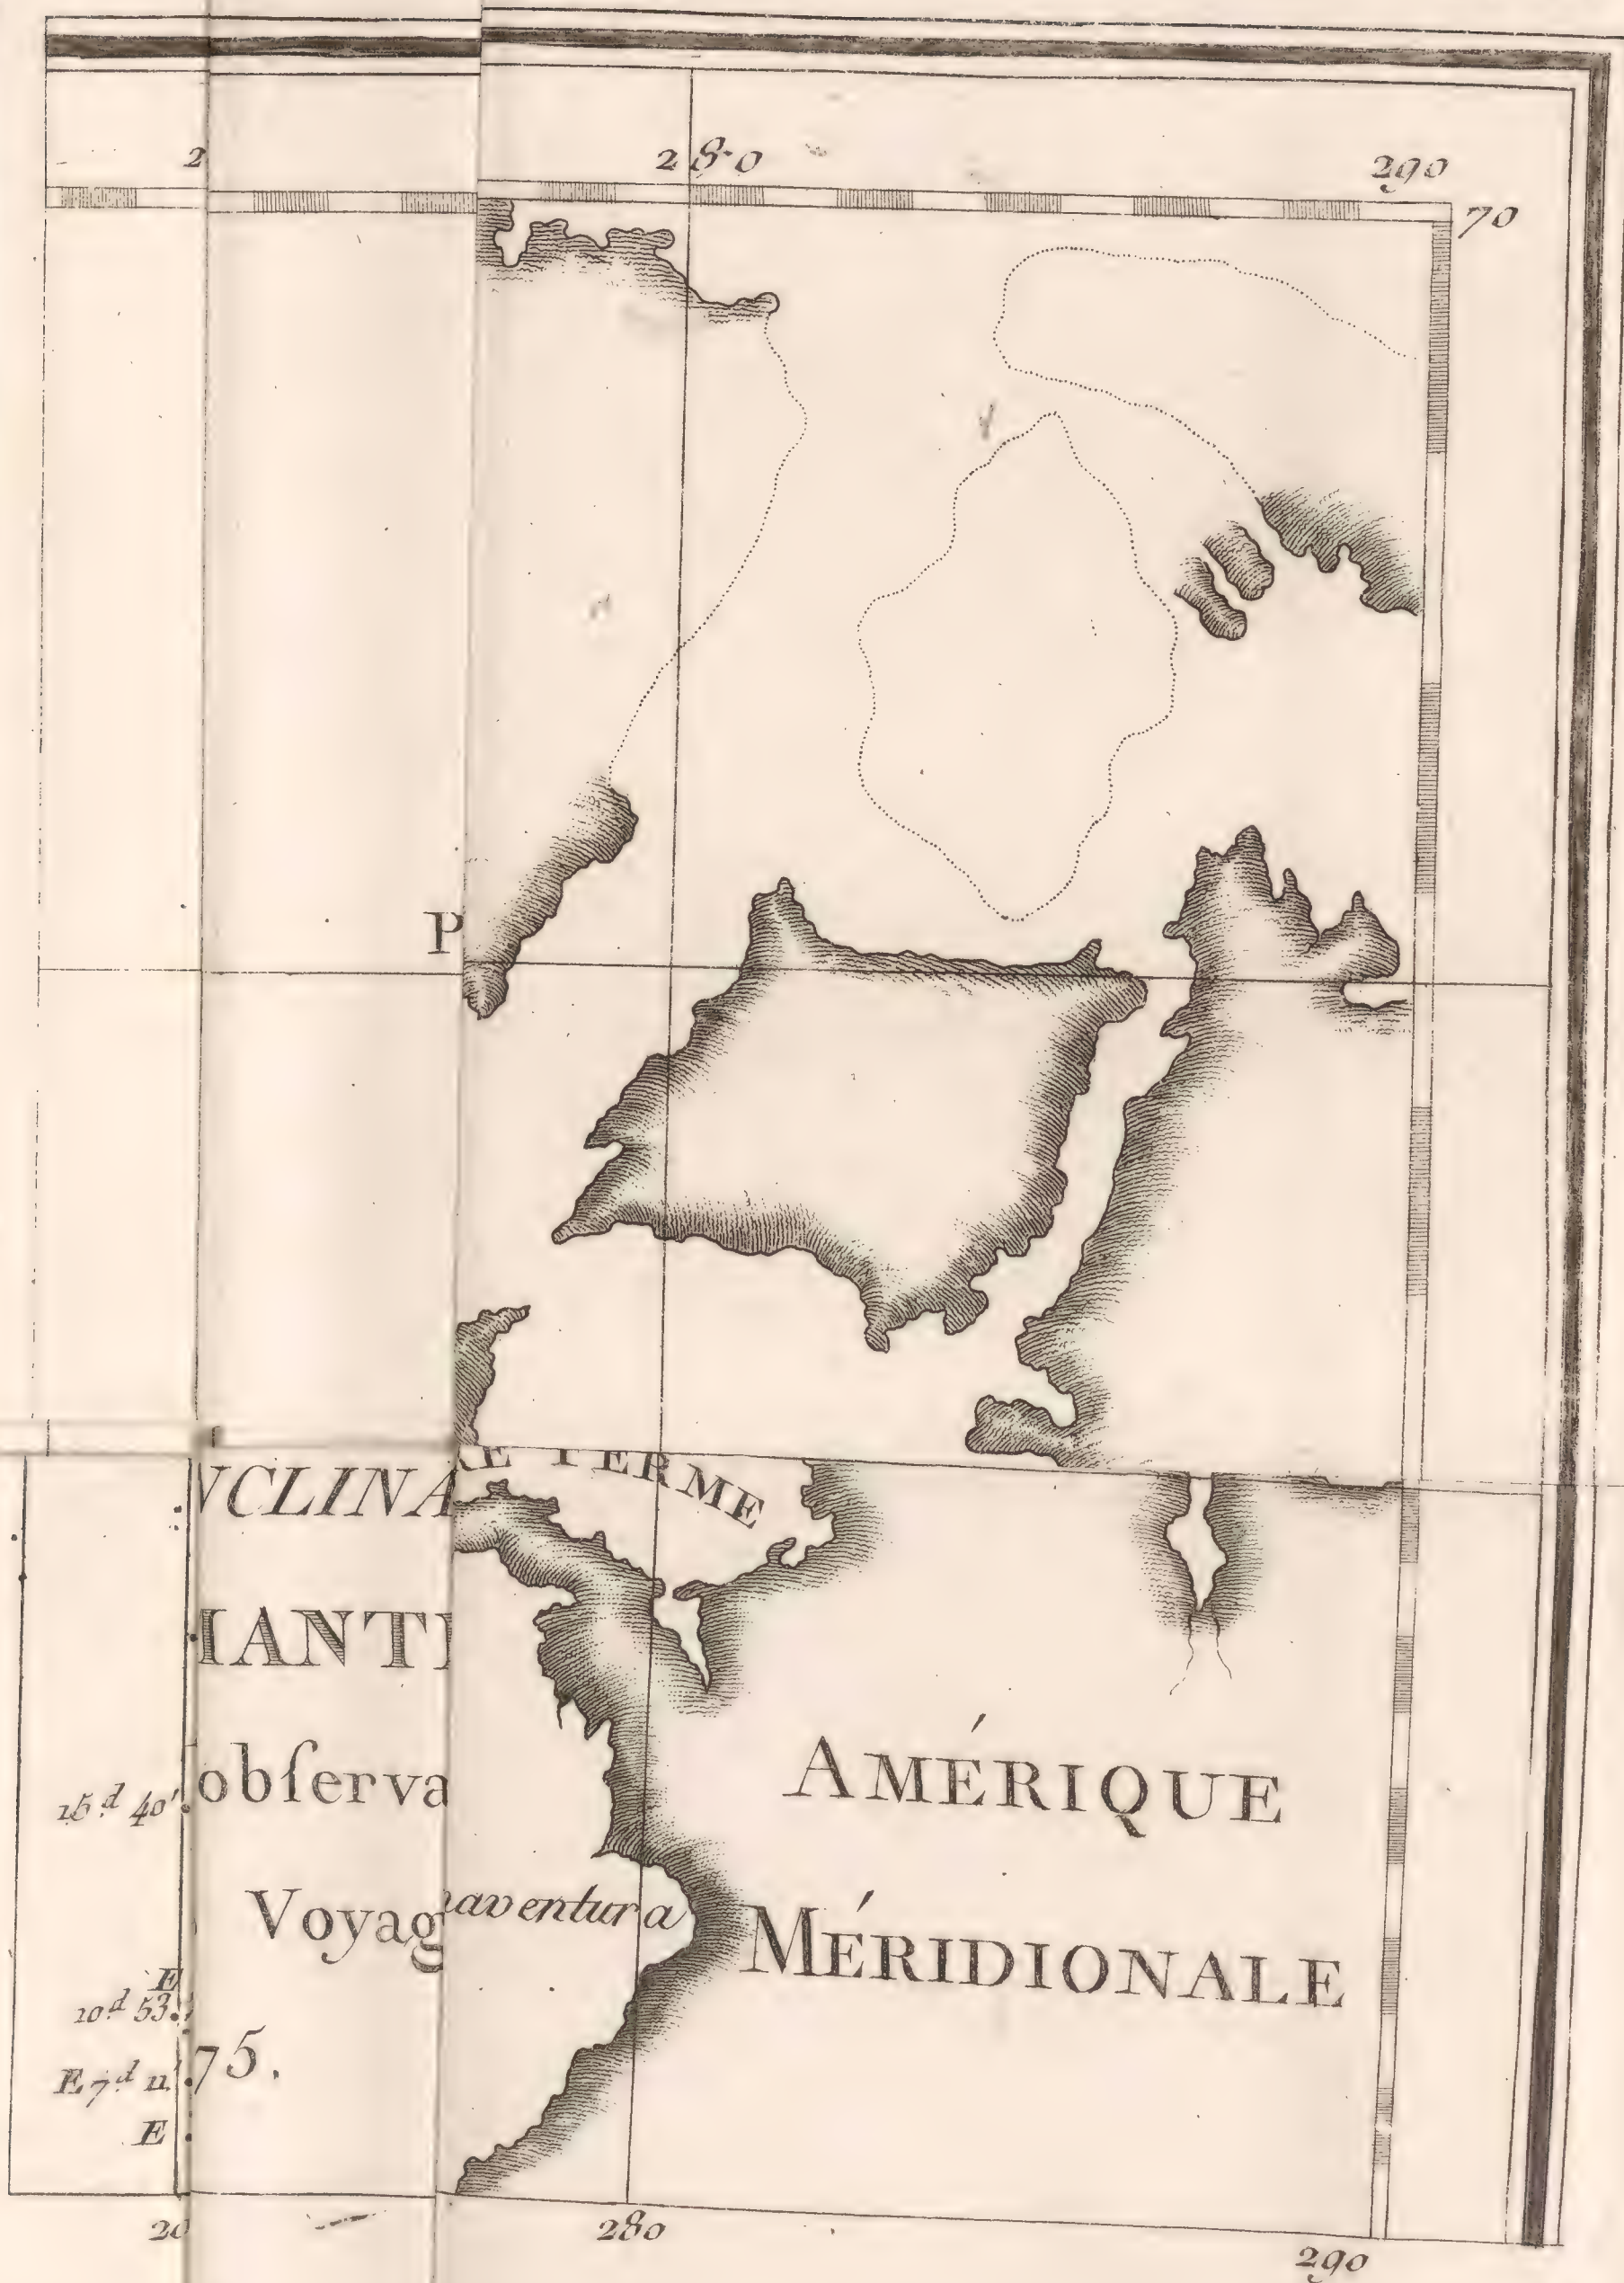 2
280
290
70
P
RE FERME
NCLINA
IANT
obſerva
15.d 40'
AMÉRIQUE
Voyag
aventura
MÉRIDIONALE
E
10.d 53.'
75.
E 7.d 11.'
E
20
280
290